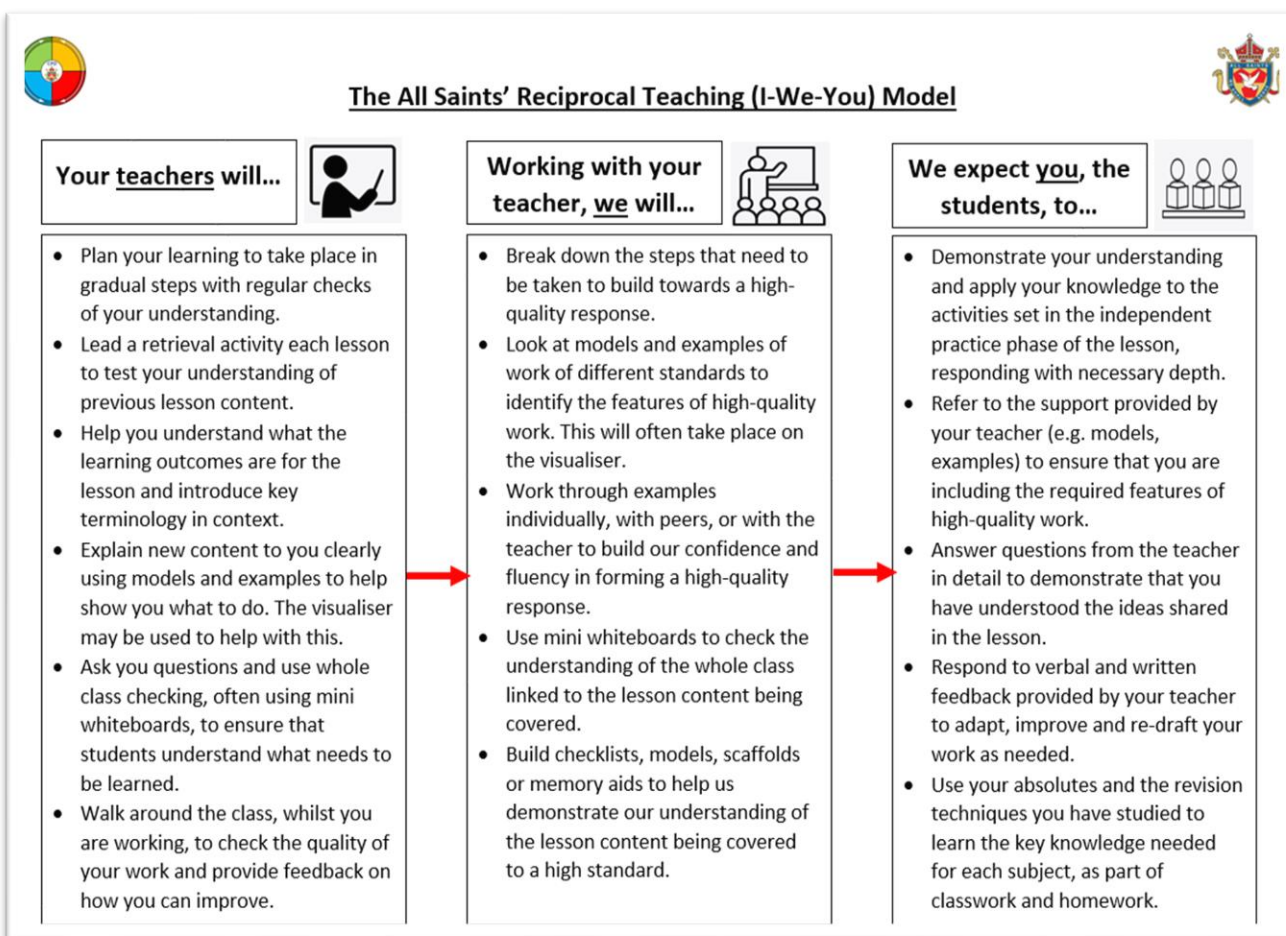 The All Saints' Reciprocal Teaching (I-We-You) Model
Your teachers will...
• Plan your learning to take place in
gradual steps with regular checks
of your understanding.
• Lead a retrieval activity each lesson
to test your understanding of
previous lesson content.
• Help you understand what the
learning outcomes are for the
lesson and introduce key
terminology in context.
• Explain new content to you clearly
using models and examples to help
show you what to do. The visualiser
may be used to help with this.
• Ask you questions and use whole
class checking, often using mini
whiteboards, to ensure that
students understand what needs to
be learned.
• Walk around the class, whilst you
are working, to check the quality of
your work and provide feedback on
how you can improve.
Working with your
teacher, we will...
• Break down the steps that need to
be taken to build towards a high-
quality response.
• Look at models and examples of
work of different standards to
identify the features of high-quality
work. This will often take place on
the visualiser.
• Work through examples
individually, with peers, or with the
teacher to build our confidence and
fluency in forming a high-quality
response.
• Use mini whiteboards to check the
understanding of the whole class
linked to the lesson content being
covered.
• Build checklists, models, scaffolds
or memory aids to help us
demonstrate our understanding of
the lesson content being covered
to a high standard.
We expect you, the
students, to...
• Demonstrate your understanding
and apply your knowledge to the
activities set in the independent
practice phase of the lesson,
responding with necessary depth.
• Refer to the support provided by
your teacher (e.g. models,
examples) to ensure that you are
including the required features of
high-quality work.
• Answer questions from the teacher
in detail to demonstrate that you
have understood the ideas shared
in the lesson.
• Respond to verbal and written
feedback provided by your teacher
to adapt, improve and re-draft your
work as needed.
• Use your absolutes and the revision
techniques you have studied to
learn the key knowledge needed
for each subject, as part of
classwork and homework.